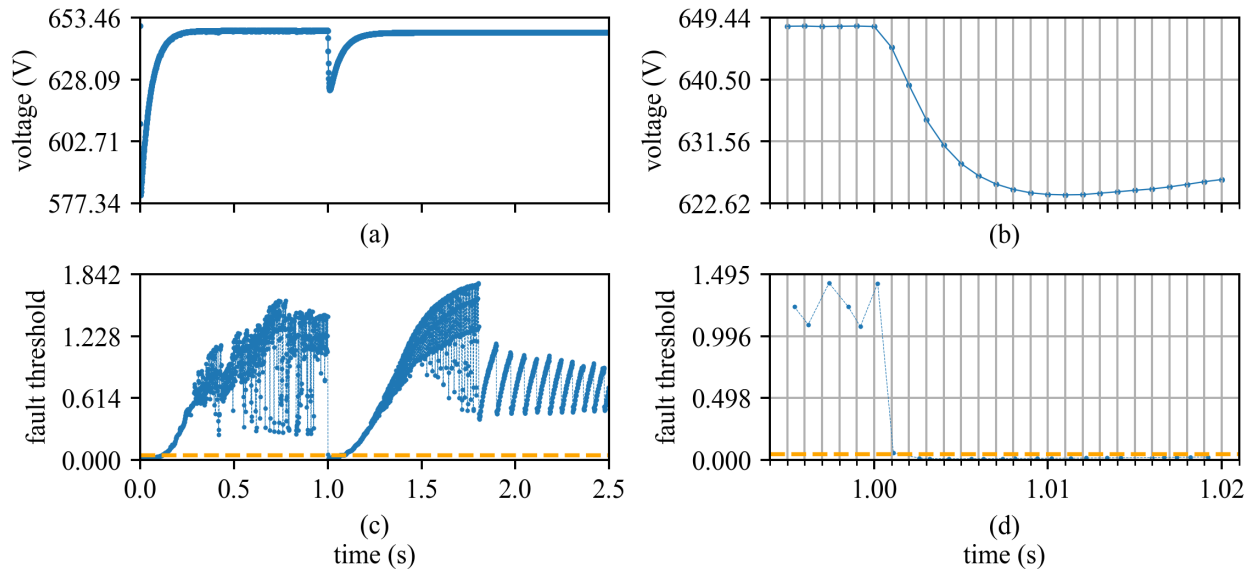 653.46
628.09
602.71
577.34
voltage (V)
(a)
649.44
640.50
631.56
622.62
voltage (V)
(b)
1.842
1.228
0.614
0.000
fault threshold
0.0 0.5 1.0 1.5 2.0 2.5
(c)
time (s)
1.495
0.996
0.498
0.000
fault threshold
1.00 1.01 1.02
(d)
time (s)